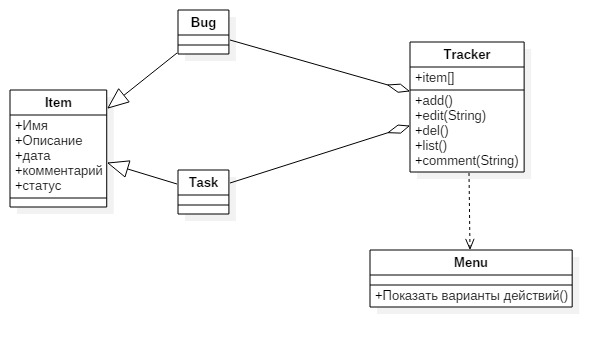 Bug
Tracker
+item[]
+add()
+edit(String)
+del()
+list()
+comment(String)
Item
+Имя
+Описание
+дата
+комментарий
+статус
Task
Menu
+Показать варианты действий()